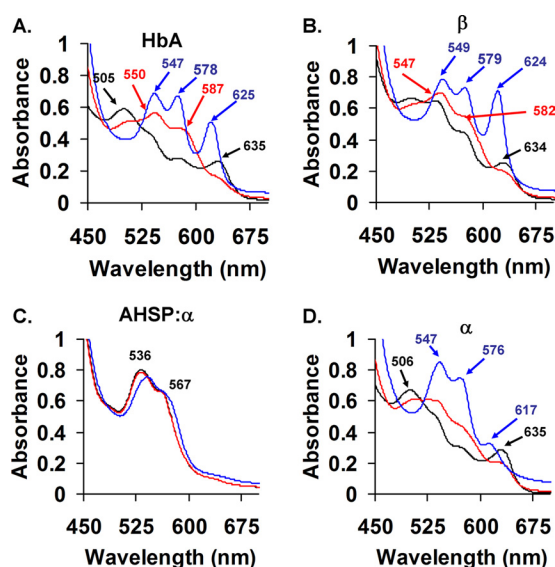 A.
HbA
505
550
547
578
587
625
635
1
0.8
0.6
0.4
0.2
0
Absorbance
450 525 600 675
Wavelength (nm)
B.
β
547
549
579
624
582
634
1
0.8
0.6
0.4
0.2
0
Absorbance
450 525 600 675
Wavelength (nm)
C.
AHSP:α
536
567
1
0.8
0.6
0.4
0.2
0
Absorbance
450 525 600 675
Wavelength (nm)
D.
α
506
547
576
617
635
1
0.8
0.6
0.4
0.2
0
Absorbance
450 525 600 675
Wavelength (nm)